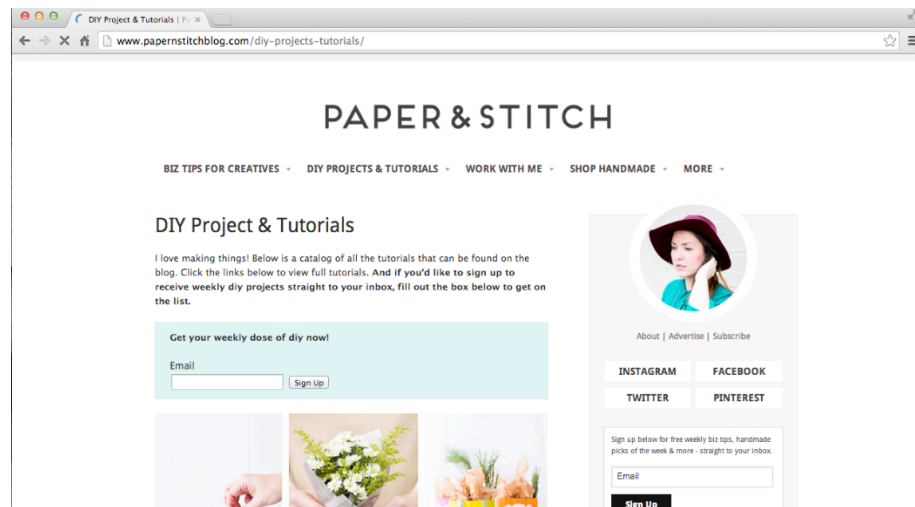 DIY Project & Tutorials | Pa
www.papernstitchblog.com/diy-projects-tutorials/
PAPER & STITCH
BIZ TIPS FOR CREATIVES
DIY PROJECTS & TUTORIALS
WORK WITH ME
SHOP HANDMADE
MORE
DIY Project & Tutorials
I love making things! Below is a catalog of all the tutorials that can be found on the
blog. Click the links below to view full tutorials. And if you'd like to sign up to
receive weekly diy projects straight to your inbox, fill out the box below to get on
the list.
Get your weekly dose of diy now!
Email
Sign Up
About | Advertise | Subscribe
INSTAGRAM
FACEBOOK
TWITTER
PINTEREST
Sign up below for free weekly biz tips, handmade
picks of the week & more - straight to your inbox.
Email
Sign Up